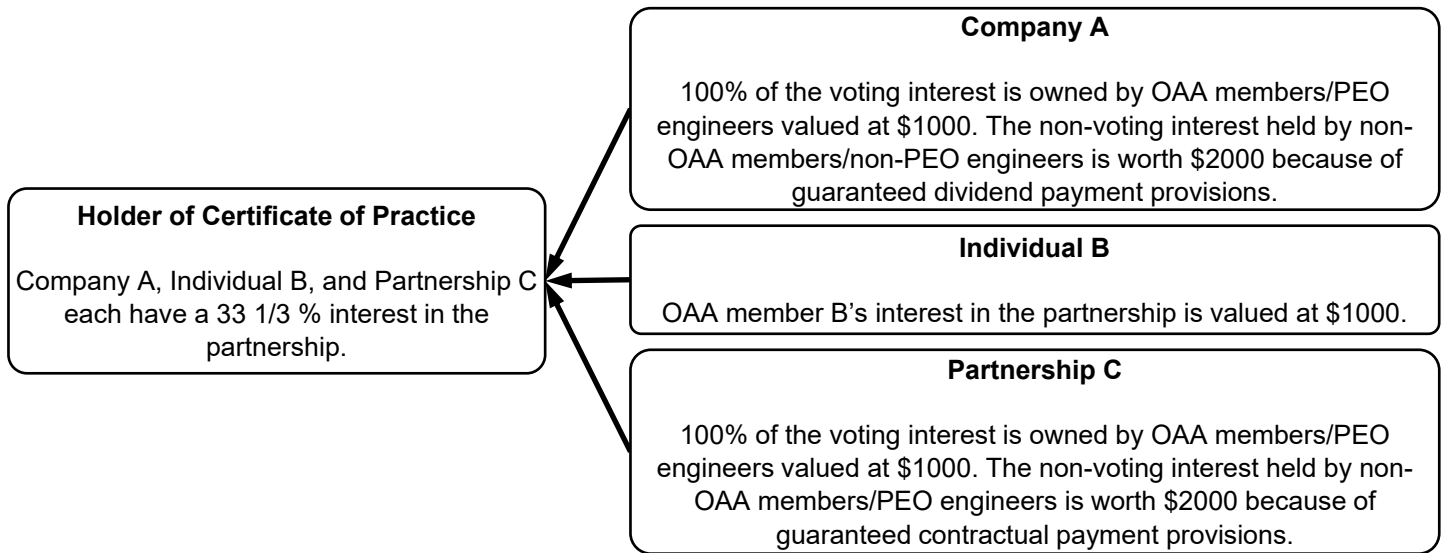 Company A
100% of the voting interest is owned by OAA members/PEO
engineers valued at $1000. The non-voting interest held by non-
OAA members/non-PEO engineers is worth $2000 because of
guaranteed dividend payment provisions.
Holder of Certificate of Practice
Company A, Individual B, and Partnership C
each have a 33 1/3 % interest in the
partnership.
Individual B
OAA member B’s interest in the partnership is valued at $1000.
Partnership C
100% of the voting interest is owned by OAA members/PEO
engineers valued at $1000. The non-voting interest held by non-
OAA members/PEO engineers is worth $2000 because of
guaranteed contractual payment provisions.